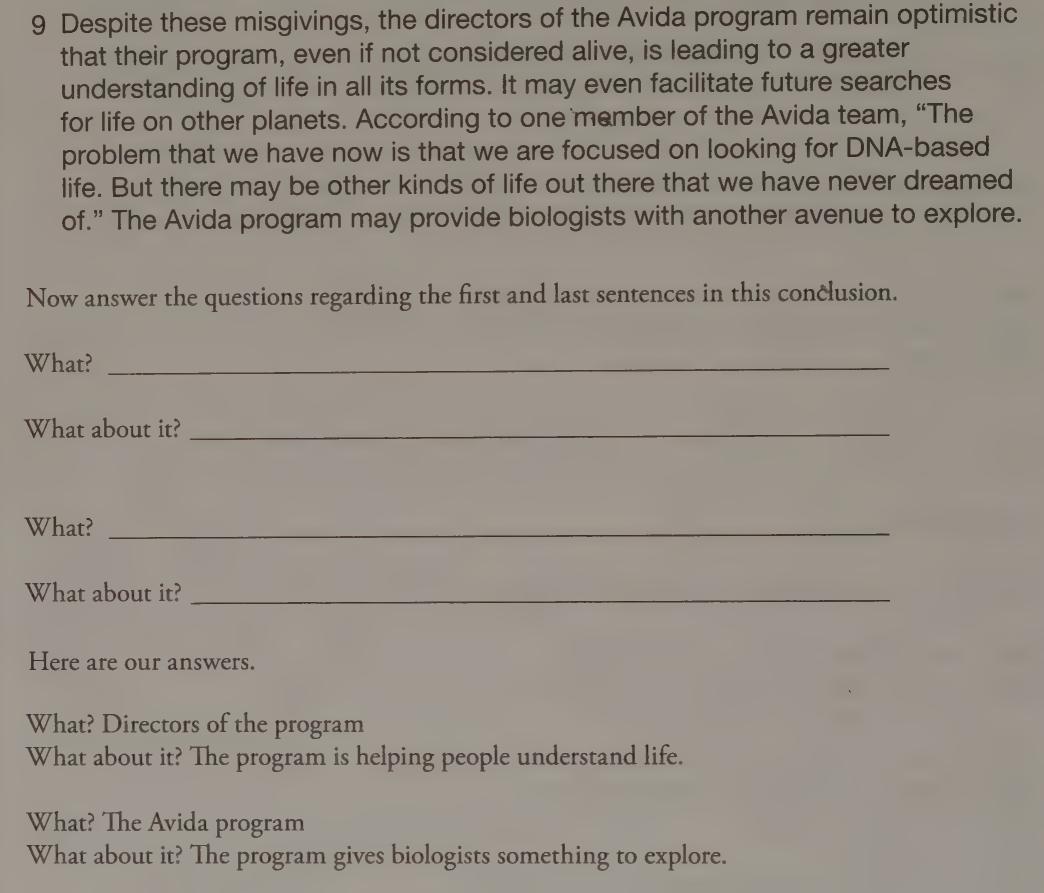 9 Despite these misgivings, the directors of the Avida program remain optimistic
that their program, even if not considered alive, is leading to a greater
understanding of life in all its forms. It may even facilitate future searches
for life on other planets. According to one member of the Avida team, “The
problem that we have now is that we are focused on looking for DNA-based
life. But there may be other kinds of life out there that we have never dreamed
of.” The Avida program may provide biologists with another avenue to explore.
Now answer the questions regarding the first and last sentences in this conclusion.
What?
What about it?
What?
What about it?
Here are our answers.
What? Directors of the program
What about it? The program is helping people understand life.
What? The Avida program
What about it? The program gives biologists something to explore.